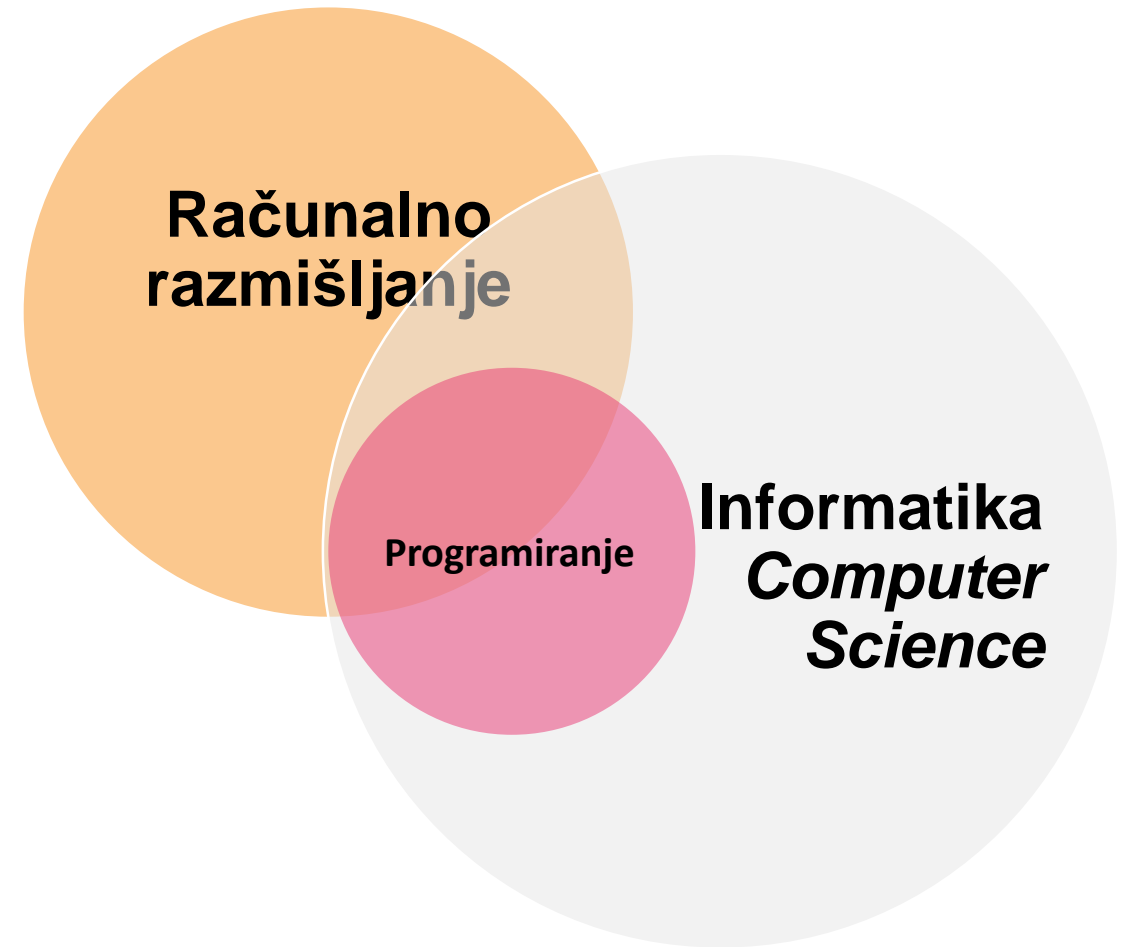 Računalno
razmišljanje
Programiranje
Informatika
Computer
Science